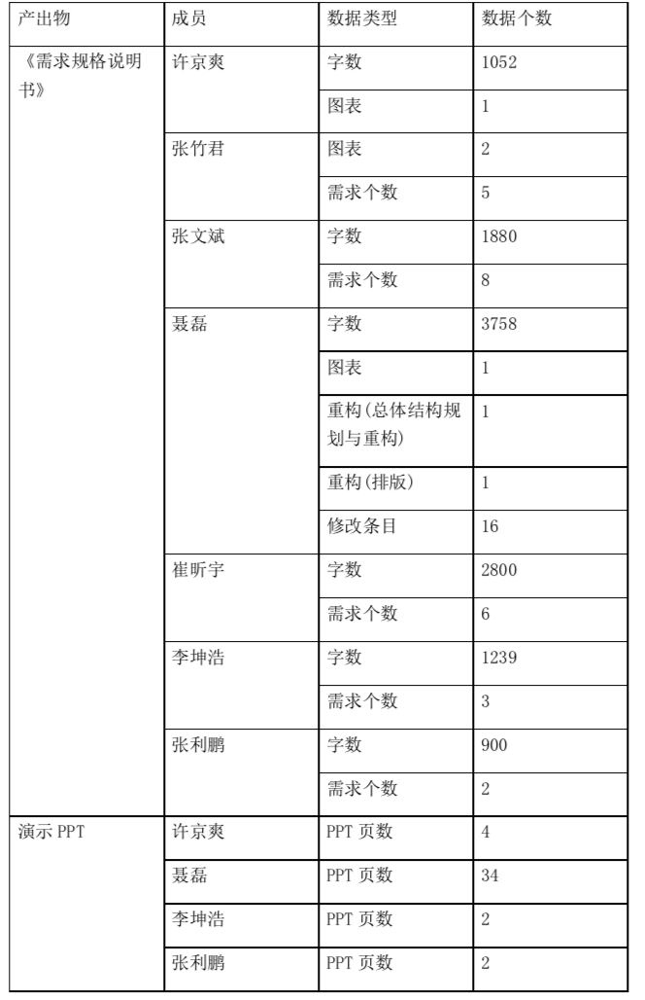 产出物 成员 数据类型 数据个数
《需求规格说明 许京爽 字数 1052
书》
图表 1
张竹君 图表 2
需求个数 5
张文斌 字数 1880
需求个数 8
聂磊 字数 3758
图表 1
重构(总体结构规 1
划与重构)
重构(排版) 1
修改条目 16
崔昕宇 字数 2800
需求个数 6
李坤浩 字数 1239
需求个数 3
张利鹏 字数 900
需求个数 2
演示 PPT 许京爽 PPT 页数 4
聂磊 PPT 页数 34
李坤浩 PPT 页数 2
张利鹏 PPT 页数 2